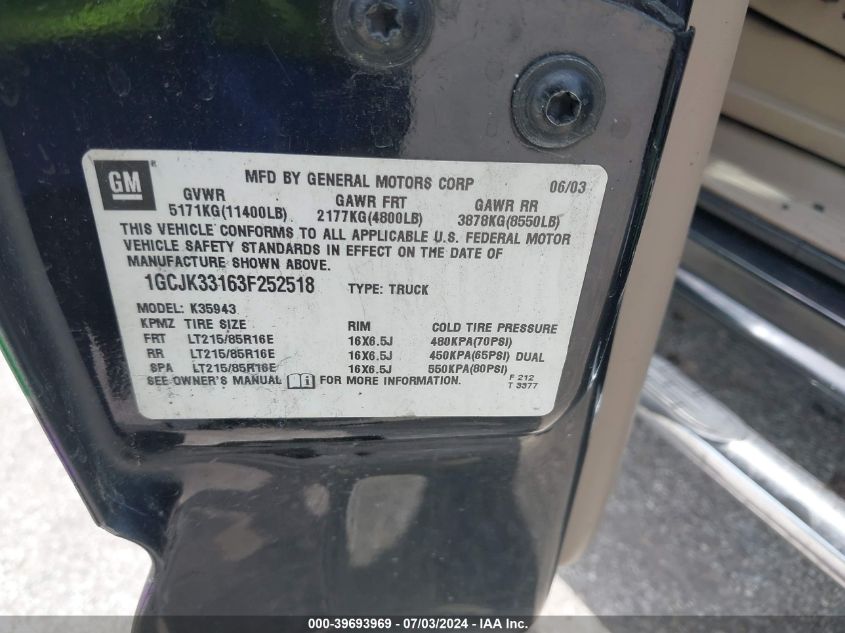 GM
MFD BY GENERAL MOTORS CORP 06/03
GVWR GAWR FRT GAWR RR
5171KG(11400LB) 2177KG(4800LB) 3878KG(8550LB)
THIS VEHICLE CONFORMS TO ALL APPLICABLE U.S. FEDERAL MOTOR
VEHICLE SAFETY STANDARDS IN EFFECT ON THE DATE OF
MANUFACTURE SHOWN ABOVE.
1GCJK33163F252518 TYPE: TRUCK
MODEL: K35943
KPMZ TIRE SIZE RIM COLD TIRE PRESSURE
FRT LT215/85R16E 16X6.5J 480KPA(70PSI)
RR LT215/85R16E 16X6.5J 450KPA(65PSI) DUAL
SPA LT215/85R16E 16X6.5J 550KPA(80PSI)
SEE OWNER'S MANUAL FOR MORE INFORMATION. F 212
T 3377
000-39693969 - 07/03/2024 - IAA Inc.